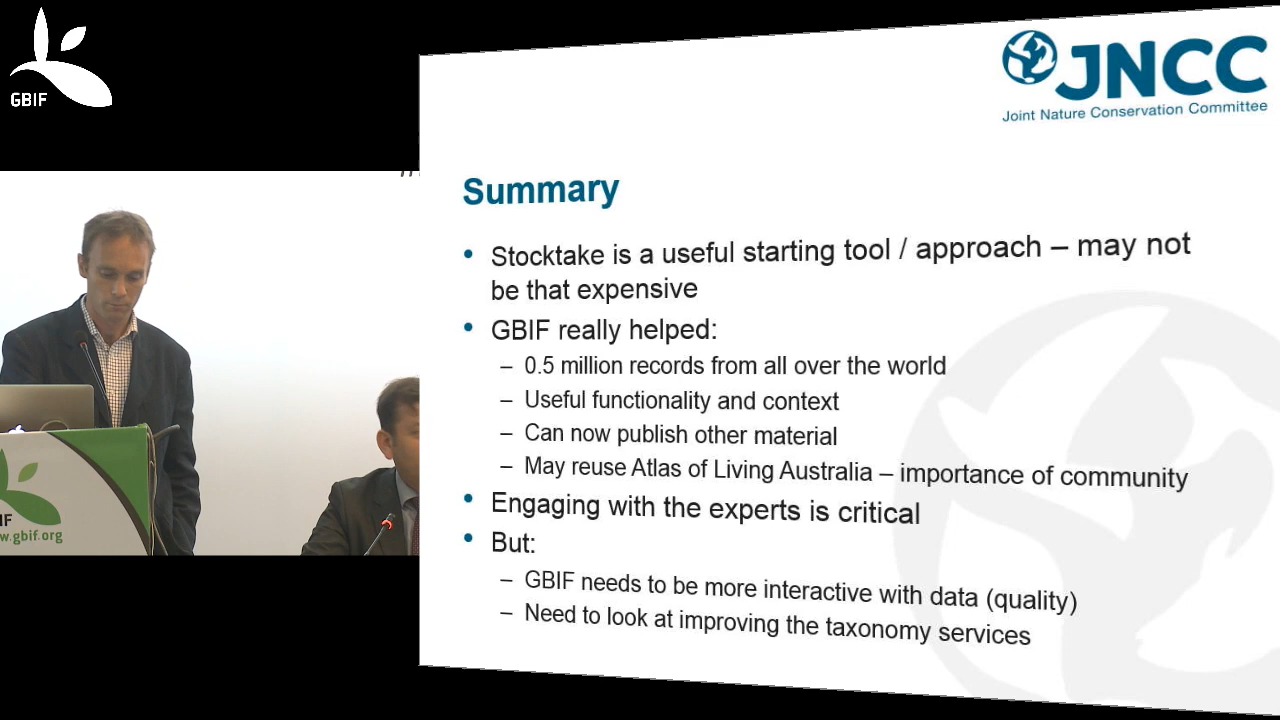 GBIF
JNCC
Joint Nature Conservation Committee
Summary
• Stocktake is a useful starting tool / approach – may not
be that expensive
• GBIF really helped:
– 0.5 million records from all over the world
– Useful functionality and context
– Can now publish other material
– May reuse Atlas of Living Australia – importance of community
• Engaging with the experts is critical
• But:
– GBIF needs to be more interactive with data (quality)
– Need to look at improving the taxonomy services
IF
w.gbif.org